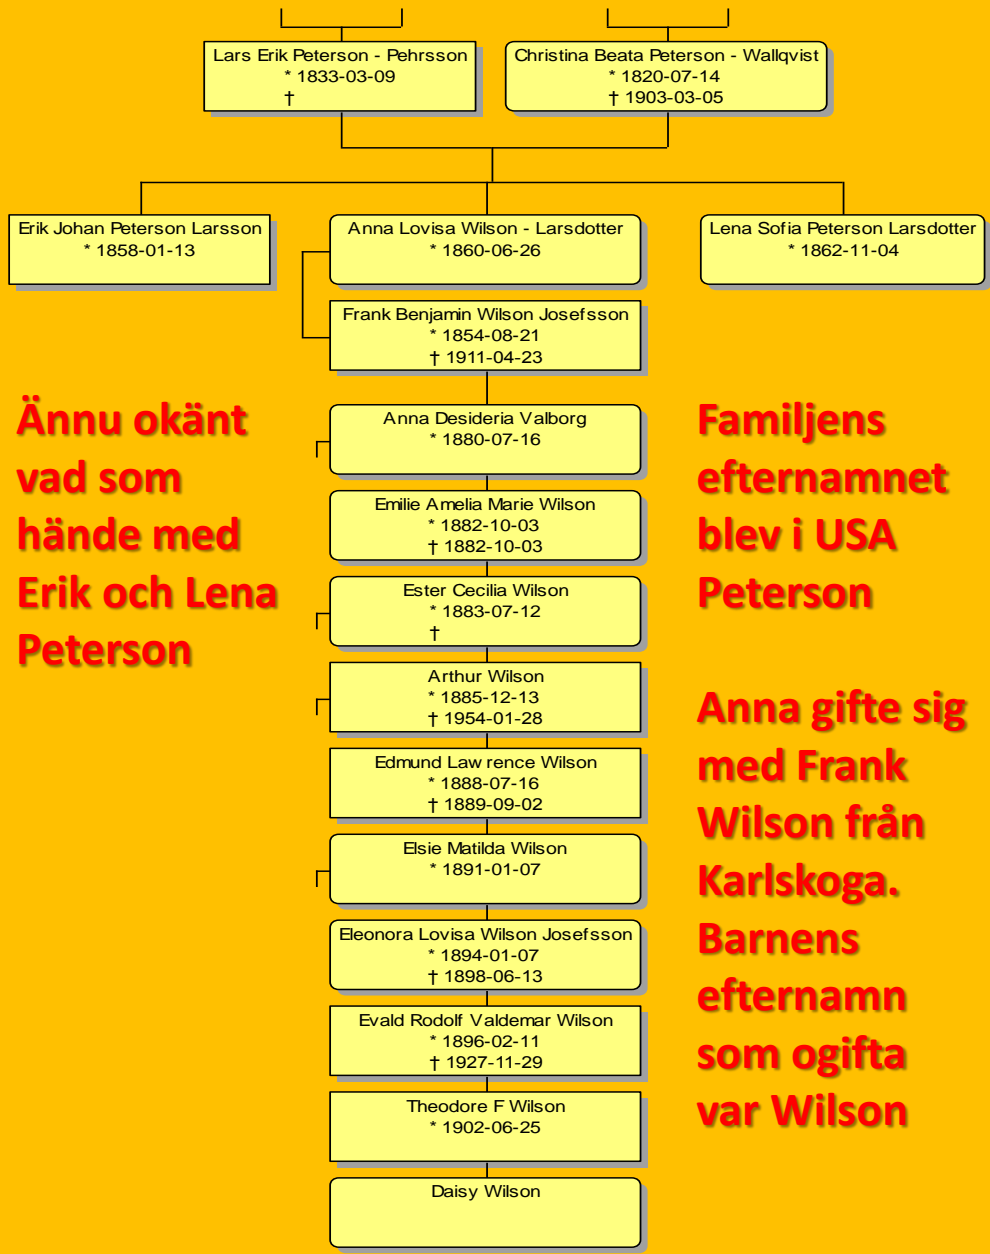 Lars Erik Peterson - Pehrsson
* 1833-03-09
†
Christina Beata Peterson - Wallqvist
* 1820-07-14
† 1903-03-05
Erik Johan Peterson Larsson
* 1858-01-13
Anna Lovisa Wilson - Larsdotter
* 1860-06-26
Lena Sofia Peterson Larsdotter
* 1862-11-04
Frank Benjamin Wilson Josefsson
* 1854-08-21
† 1911-04-23
Anna Desideria Valborg
* 1880-07-16
Emilie Amelia Marie Wilson
* 1882-10-03
† 1882-10-03
Ester Cecilia Wilson
* 1883-07-12
†
Arthur Wilson
* 1885-12-13
† 1954-01-28
Edmund Lawrence Wilson
* 1888-07-16
† 1889-09-02
Elsie Matilda Wilson
* 1891-01-07
Eleonora Lovisa Wilson Josefsson
* 1894-01-07
† 1898-06-13
Evald Rodolf Valdemar Wilson
* 1896-02-11
† 1927-11-29
Theodore F Wilson
* 1902-06-25
Daisy Wilson
Ännu okänt
vad som
hände med
Erik och Lena
Peterson
Familjens
efternamnet
blev i USA
Peterson
Anna gifte sig
med Frank
Wilson från
Karlskoga.
Barnens
efternamn
som ogifta
var Wilson